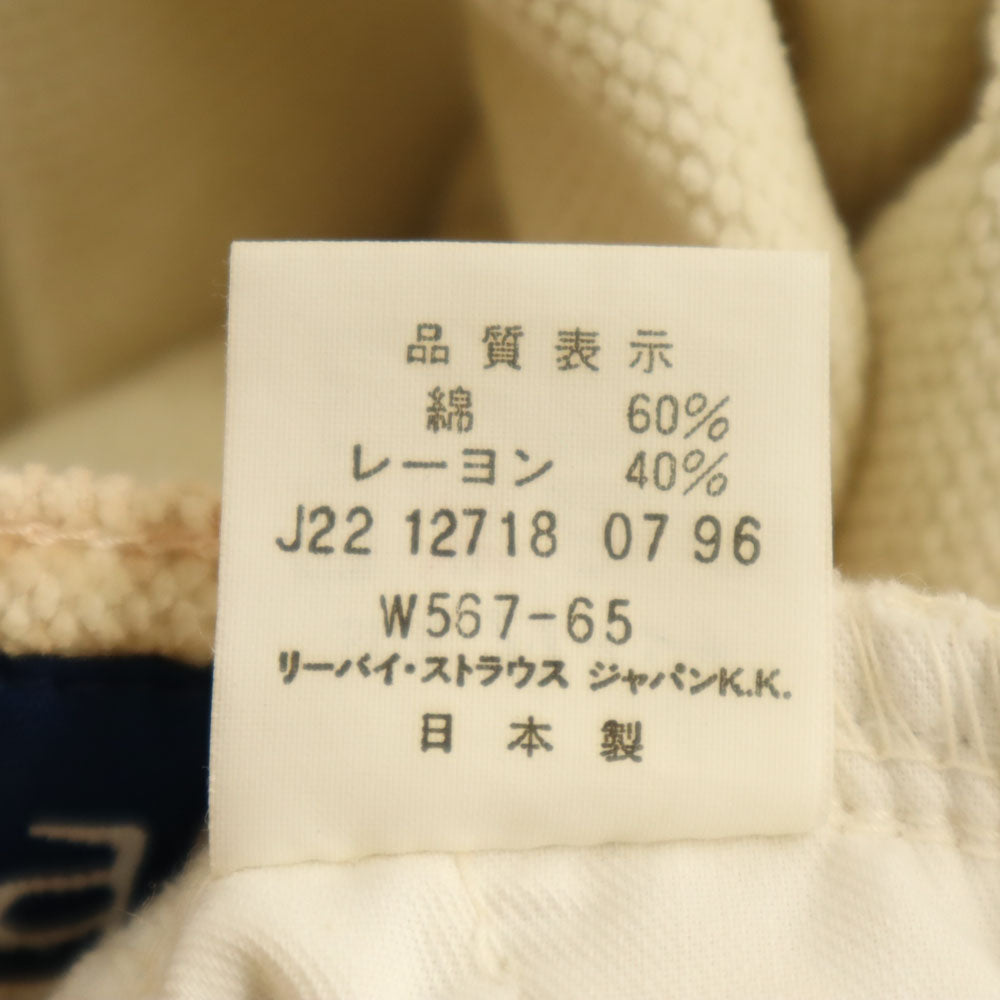 品質表示
綿 60%
レーヨン 40%
J22 12718 07 96
W567-65
リーバイ・ストラウス ジャパンK.K.
日本製